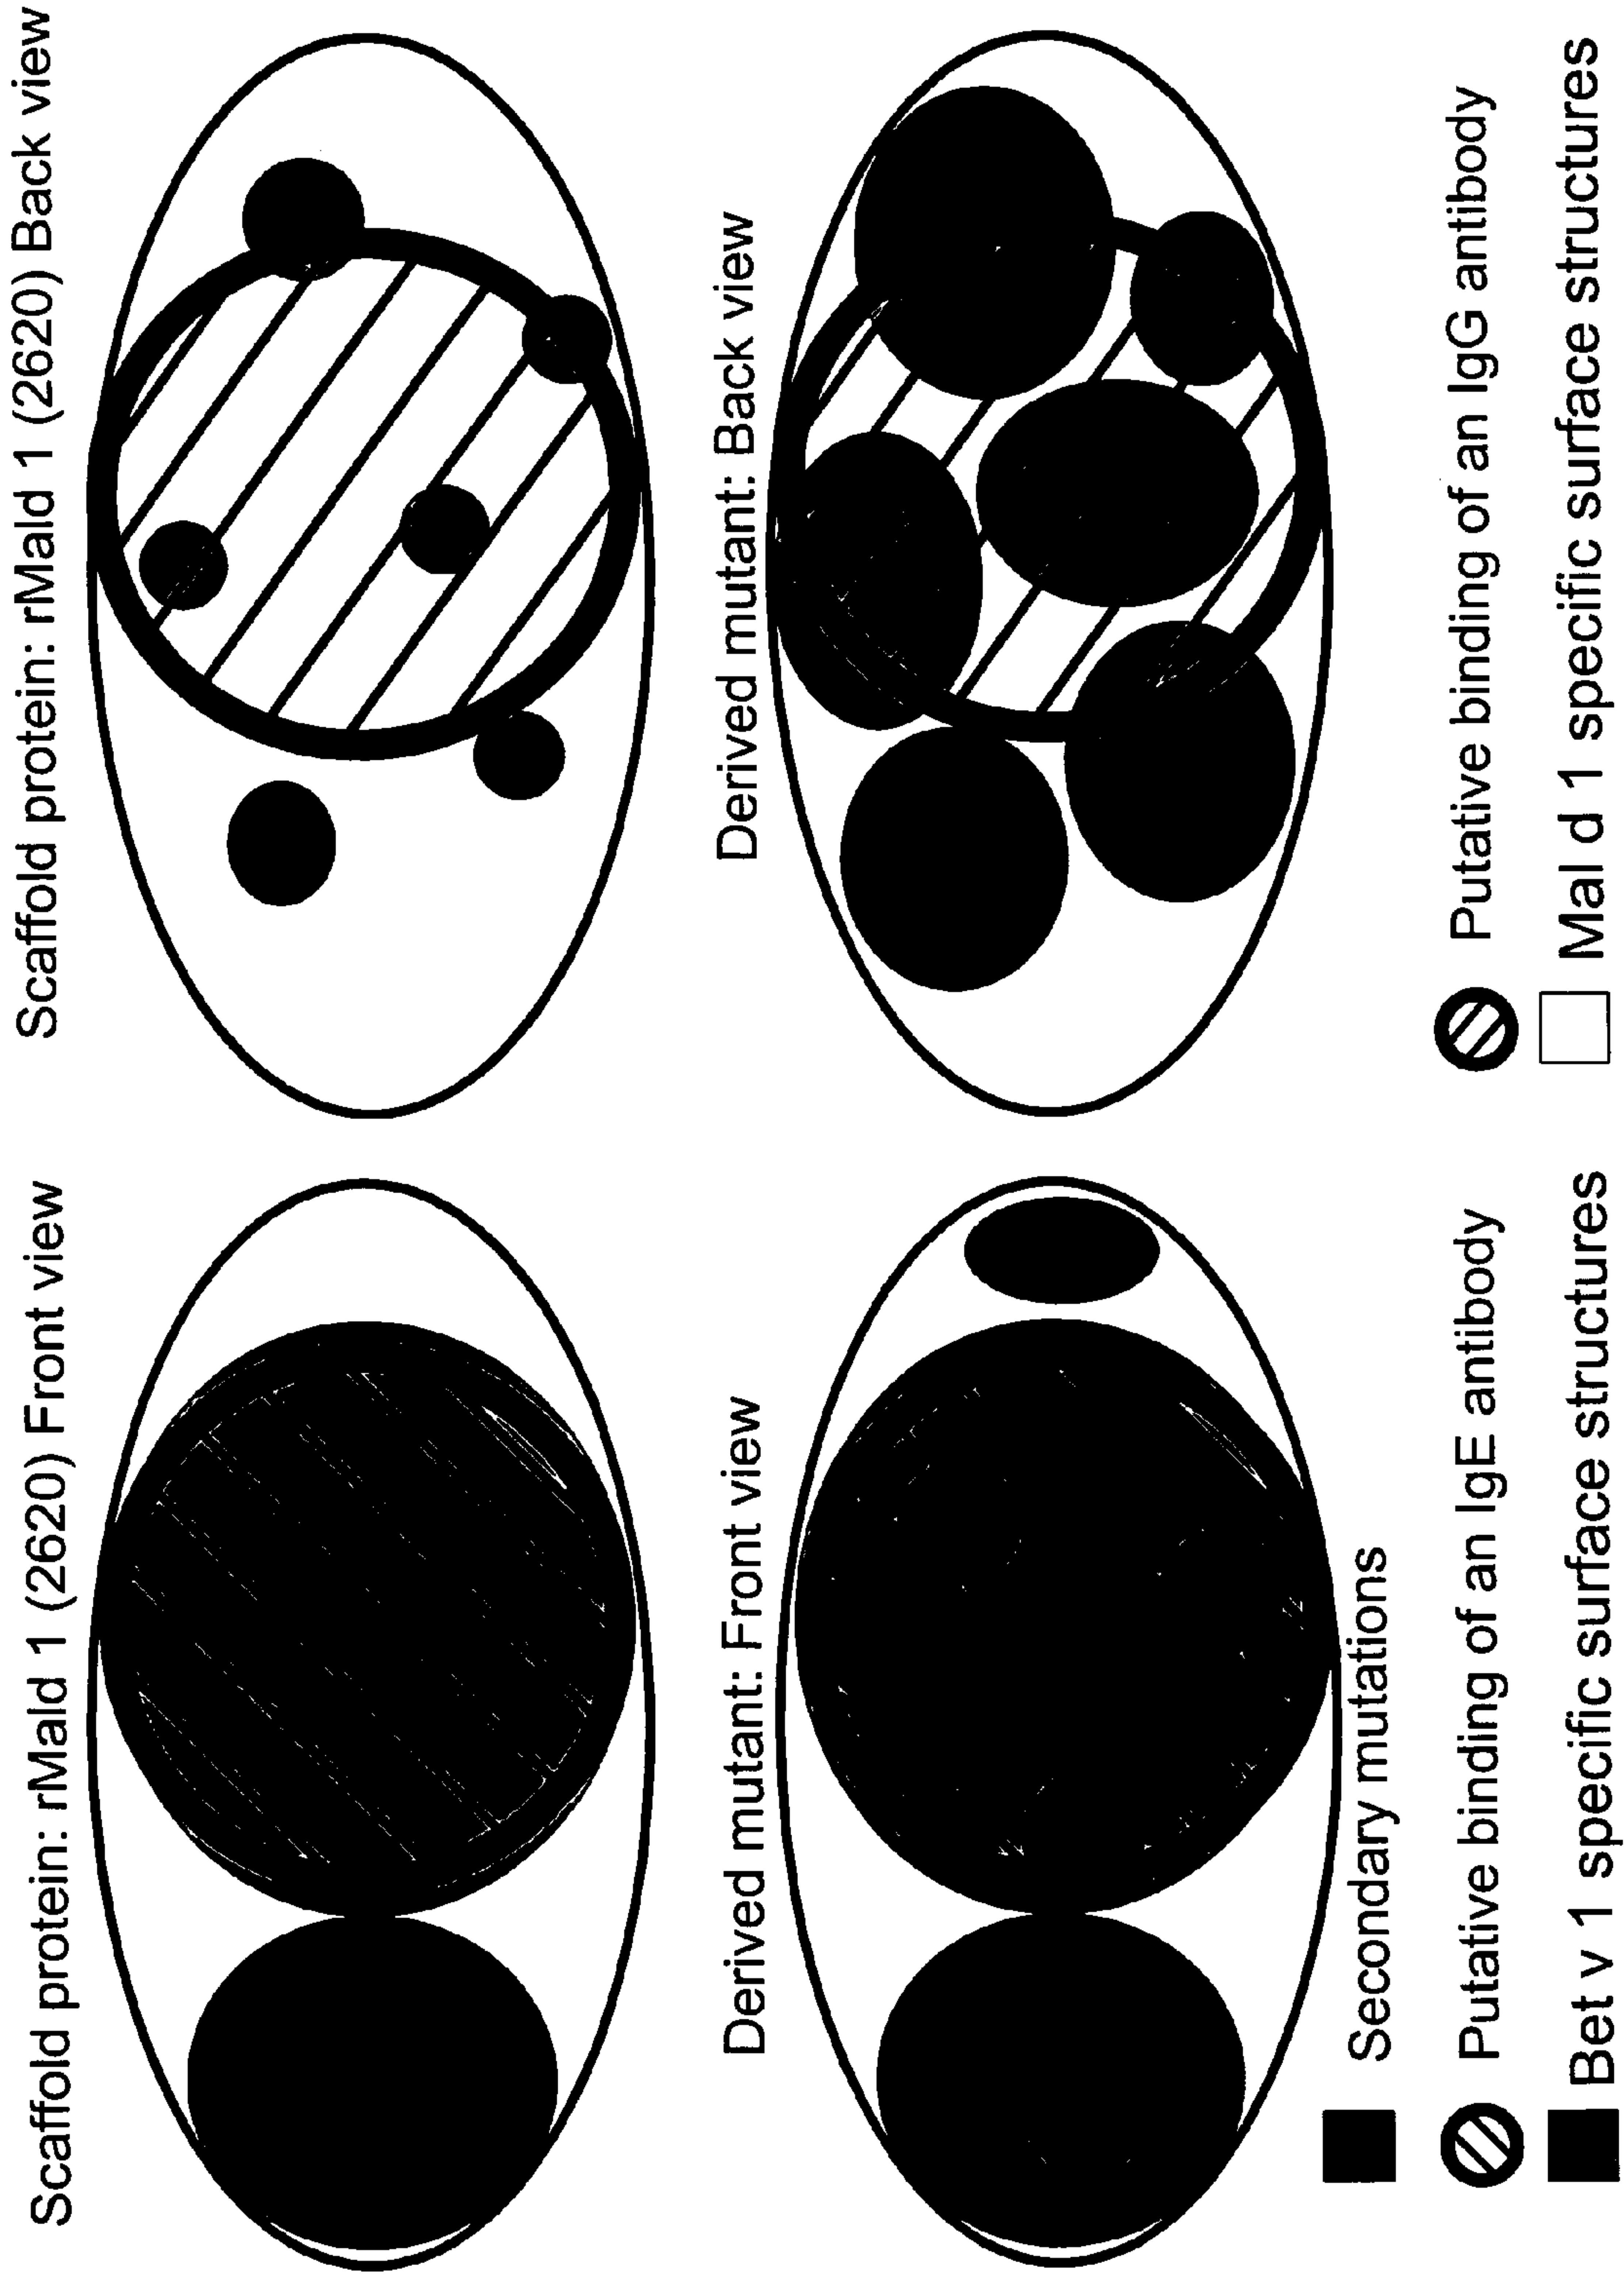 Scaffold protein: rMald 1 (2620) Front view
Scaffold protein: rMald 1 (2620) Back view
Derived mutant: Front view
Derived mutant: Back view
Secondary mutations
Putative binding of an IgE antibody
Putative binding of an IgG antibody
Bet v 1 specific surface structures
Mal d 1 specific surface structures